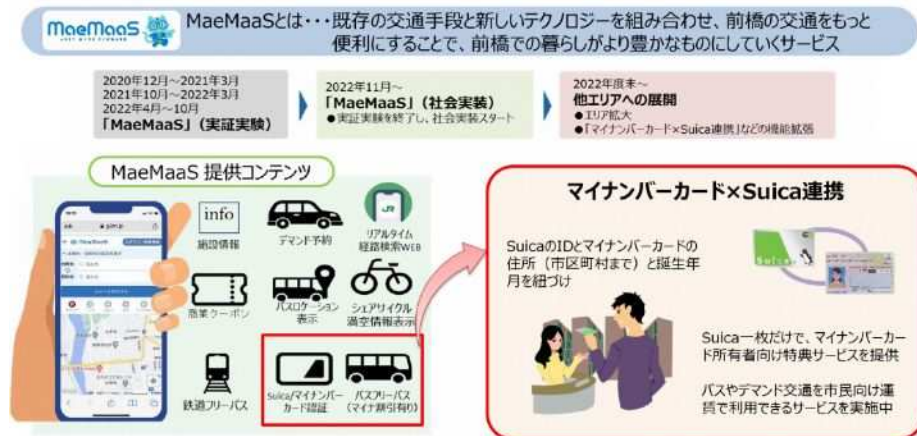 MaeMaaS
MaeMaaSとは・・・既存の交通手段と新しいテクノロジーを組み合わせ、前橋の交通をもっと
便利にすることで、前橋での暮らしがより豊かなものにしていくサービス
2020年12月～2021年3月
2021年10月～2022年3月
2022年4月～10月
「MaeMaaS」（実証実験）
2022年11月～
「MaeMaaS」（社会実装）
●実証実験を終了し、社会実装スタート
2022年度末～
他エリアへの展開
●エリア拡大
●「マイナンバーカード×Suica連携」などの機能拡張
MaeMaaS 提供コンテンツ
info
施設情報
デマンド予約
JR
リアルタイム
経路検索WEB
商業クーポン
バスロケーション
表示
シェアサイクル
満空情報表示
鉄道フリーパス
Suica/マイナンバー
カード認証
バスフリーパス
（マイナ割引有り）
マイナンバーカード×Suica連携
SuicaのIDとマイナンバーカードの
住所（市区町村まで）と誕生年
月を紐づけ
Suica
Suica一枚だけで、マイナンバーカー
ド所有者向け特典サービスを提供
バスやデマンド交通を市民向け運
賃で利用できるサービスを実施中